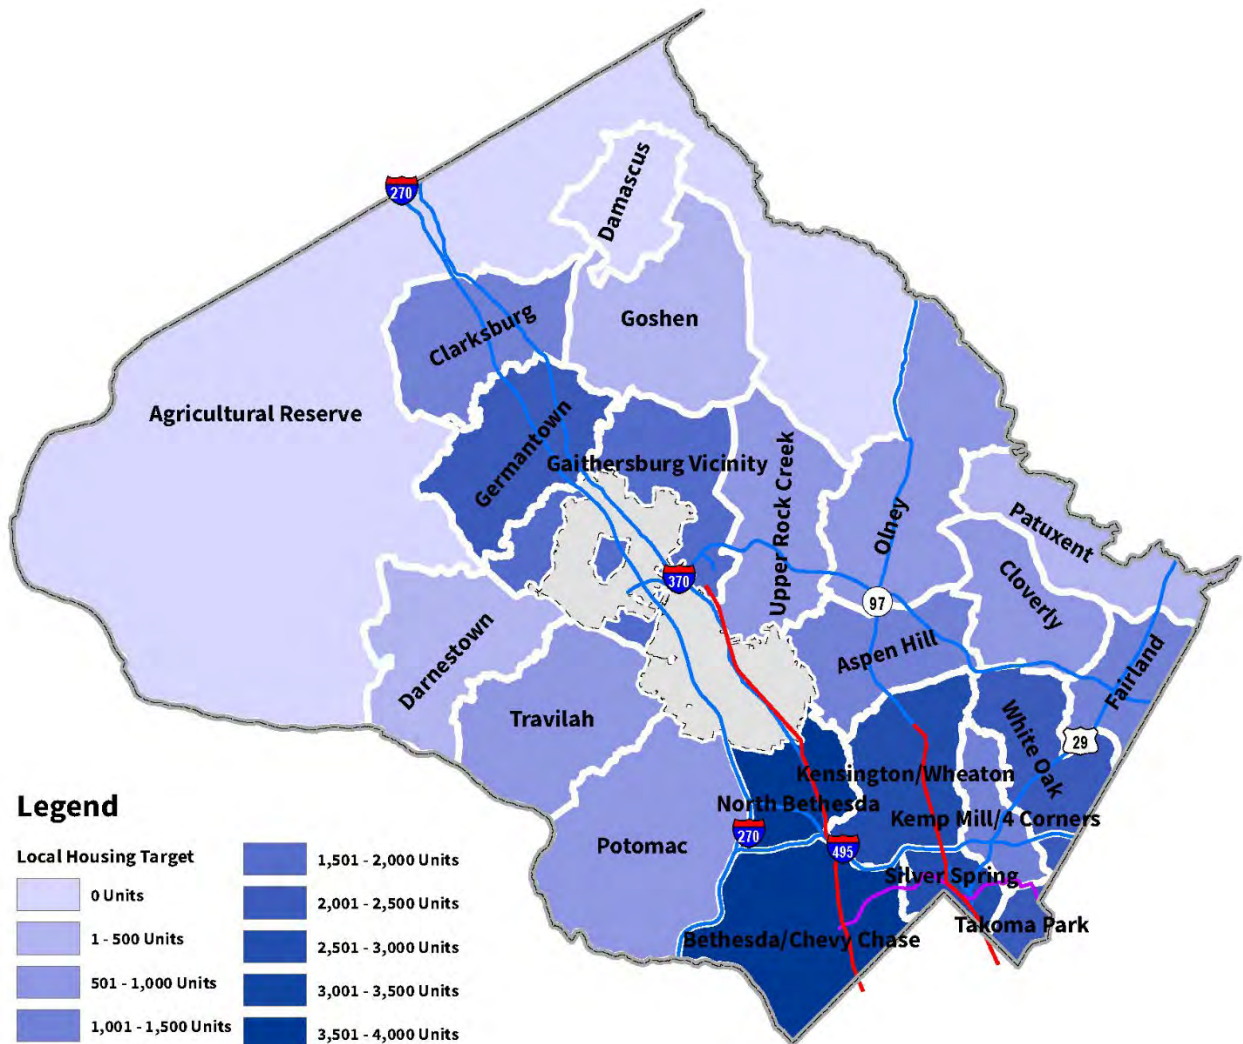 270
Damascus
Goshen
Clarksburg
Agricultural Reserve
Germantown
Gaithersburg Vicinity
Upper Rock Creek
Olney
Patuxent
Cloverly
370
97
Darnestown
Aspen Hill
Fairland
Travilah
White Oak
29
Kensington/Wheaton
North Bethesda
Kemp Mill/4 Corners
270
495
Potomac
Silver Spring
Takoma Park
Bethesda/Chevy Chase
Legend
Local Housing Target
0 Units
1 - 500 Units
501 - 1,000 Units
1,001 - 1,500 Units
1,501 - 2,000 Units
2,001 - 2,500 Units
2,501 - 3,000 Units
3,001 - 3,500 Units
3,501 - 4,000 Units